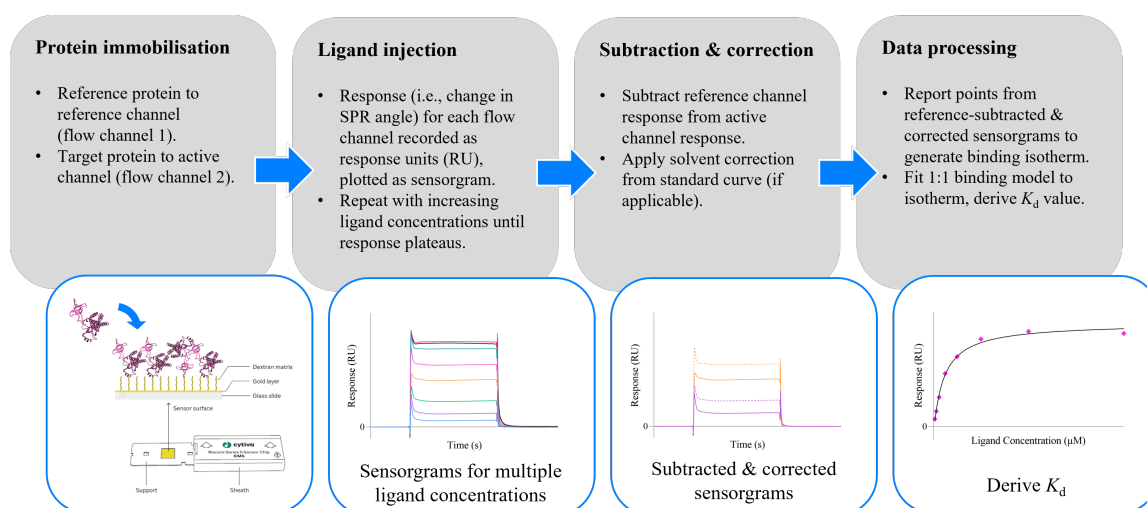 Protein immobilisation
• Reference protein to
reference channel
(flow channel 1).
• Target protein to active
channel (flow channel 2).
Ligand injection
• Response (i.e., change in
SPR angle) for each flow
channel recorded as
response units (RU),
plotted as sensorgram.
• Repeat with increasing
ligand concentrations until
response plateaus.
Subtraction & correction
• Subtract reference channel
response from active
channel response.
• Apply solvent correction
from standard curve (if
applicable).
Data processing
• Report points from
reference-subtracted &
corrected sensorgrams to
generate binding isotherm.
• Fit 1:1 binding model to
isotherm, derive Kd value.
Dextran matrix
Gold layer
Glass slide
Sensor surface
cytiva
Biacore Series S Sensor Chip
CM5
Support
Sheath
Response (RU)
0
Time (s)
Sensorgrams for multiple
ligand concentrations
Response (RU)
0
Time (s)
Subtracted & corrected
sensorgrams
Response (RU)
0
Ligand Concentration (μM)
Derive Kd